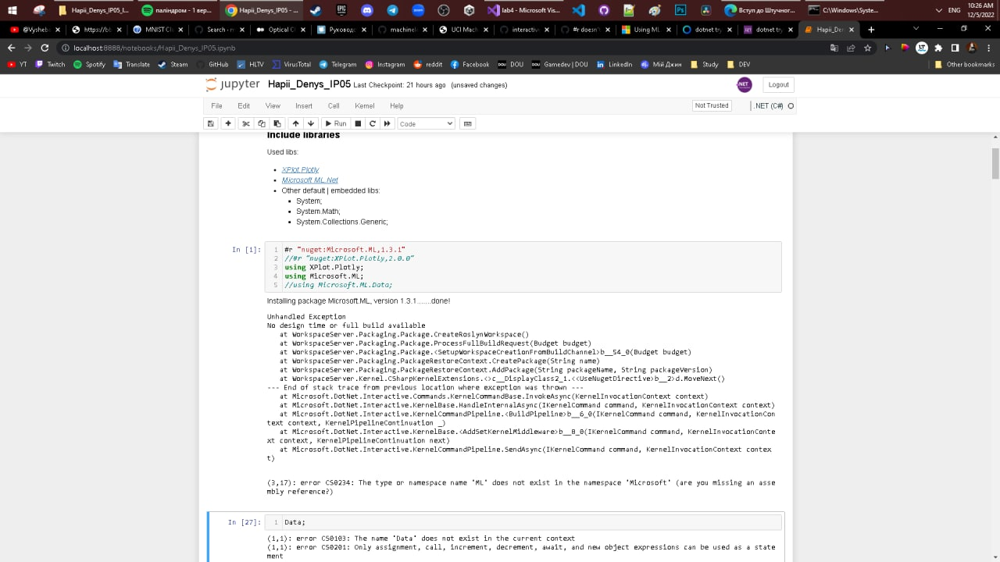 10:26 AM
Hapii_Denys_IP05_I...
паліндром - 1 вер...
Hapii_Denys_IP05 - ...
lab4 - Microsoft Vis...
Вступ до Штучног...
C:\Windows\Syste...
ENG
12/5/2022
@Vysheb
https://bl
MNIST Cl
Search · m
Optical C
Руковод
machinel
UCI Mach
interactiv
#r doesn'
Using ML
dotnet try
dotnet try
Hapii_Den
localhost:8888/notebooks/Hapii_Denys_IP05.ipynb
YT
Twitch
Spotify
Translate
Steam
GitHub
HLTV
VirusTotal
Telegram
Instagram
reddit
Facebook
DOU
Gamedev | DOU
LinkedIn
Мій Джин
Study
DEV
Other bookmarks
jupyter Hapii_Denys_IP05 Last Checkpoint: 21 hours ago (unsaved changes)
.NET
Logout
File Edit View Insert Cell Kernel Help
Not Trusted
.NET (C#)
Run
Code
Include libraries
Used libs:
XPlot.Plotly
Microsoft ML.Net
Other default | embedded libs:
System;
System.Math;
System.Collections.Generic;
In [1]:
1 #r "nuget:Microsoft.ML,1.3.1"
2 //#r "nuget:XPlot.Plotly,2.0.0"
3 using XPlot.Plotly;
4 using Microsoft.ML;
5 //using Microsoft.ML.Data;
Installing package Microsoft.ML, version 1.3.1.......done!
Unhandled Exception
No design time or full build available
at WorkspaceServer.Packaging.Package.CreateRoslynWorkspace()
at WorkspaceServer.Packaging.Package.ProcessFullBuildRequest(Budget budget)
at WorkspaceServer.Packaging.Package.<SetupWorkspaceCreationFromBuildChannel>b__54_0(Budget budget)
at WorkspaceServer.Packaging.PackageRestoreContext.CreatePackage(String name)
at WorkspaceServer.Packaging.PackageRestoreContext.AddPackage(String packageName, String packageVersion)
at WorkspaceServer.Kernel.CSharpKernelExtensions.<>c__DisplayClass2_1.<<UseNugetDirective>b__2>d.MoveNext()
--- End of stack trace from previous location where exception was thrown ---
at Microsoft.DotNet.Interactive.Commands.KernelCommandBase.InvokeAsync(KernelInvocationContext context)
at Microsoft.DotNet.Interactive.KernelBase.HandleInternalAsync(IKernelCommand command, KernelInvocationContext context)
at Microsoft.DotNet.Interactive.KernelCommandPipeline.<BuildPipeline>b__6_0(IKernelCommand command, KernelInvocationCon
text context, KernelPipelineContinuation _)
at Microsoft.DotNet.Interactive.KernelBase.<AddSetKernelMiddleware>b__8_0(IKernelCommand command, KernelInvocationConte
xt context, KernelPipelineContinuation next)
at Microsoft.DotNet.Interactive.KernelCommandPipeline.SendAsync(IKernelCommand command, KernelInvocationContext contex
t)
(3,17): error CS0234: The type or namespace name 'ML' does not exist in the namespace 'Microsoft' (are you missing an asse
mbly reference?)
In [27]:
1 Data;
(1,1): error CS0103: The name 'Data' does not exist in the current context
(1,1): error CS0201: Only assignment, call, increment, decrement, await, and new object expressions can be used as a state
ment